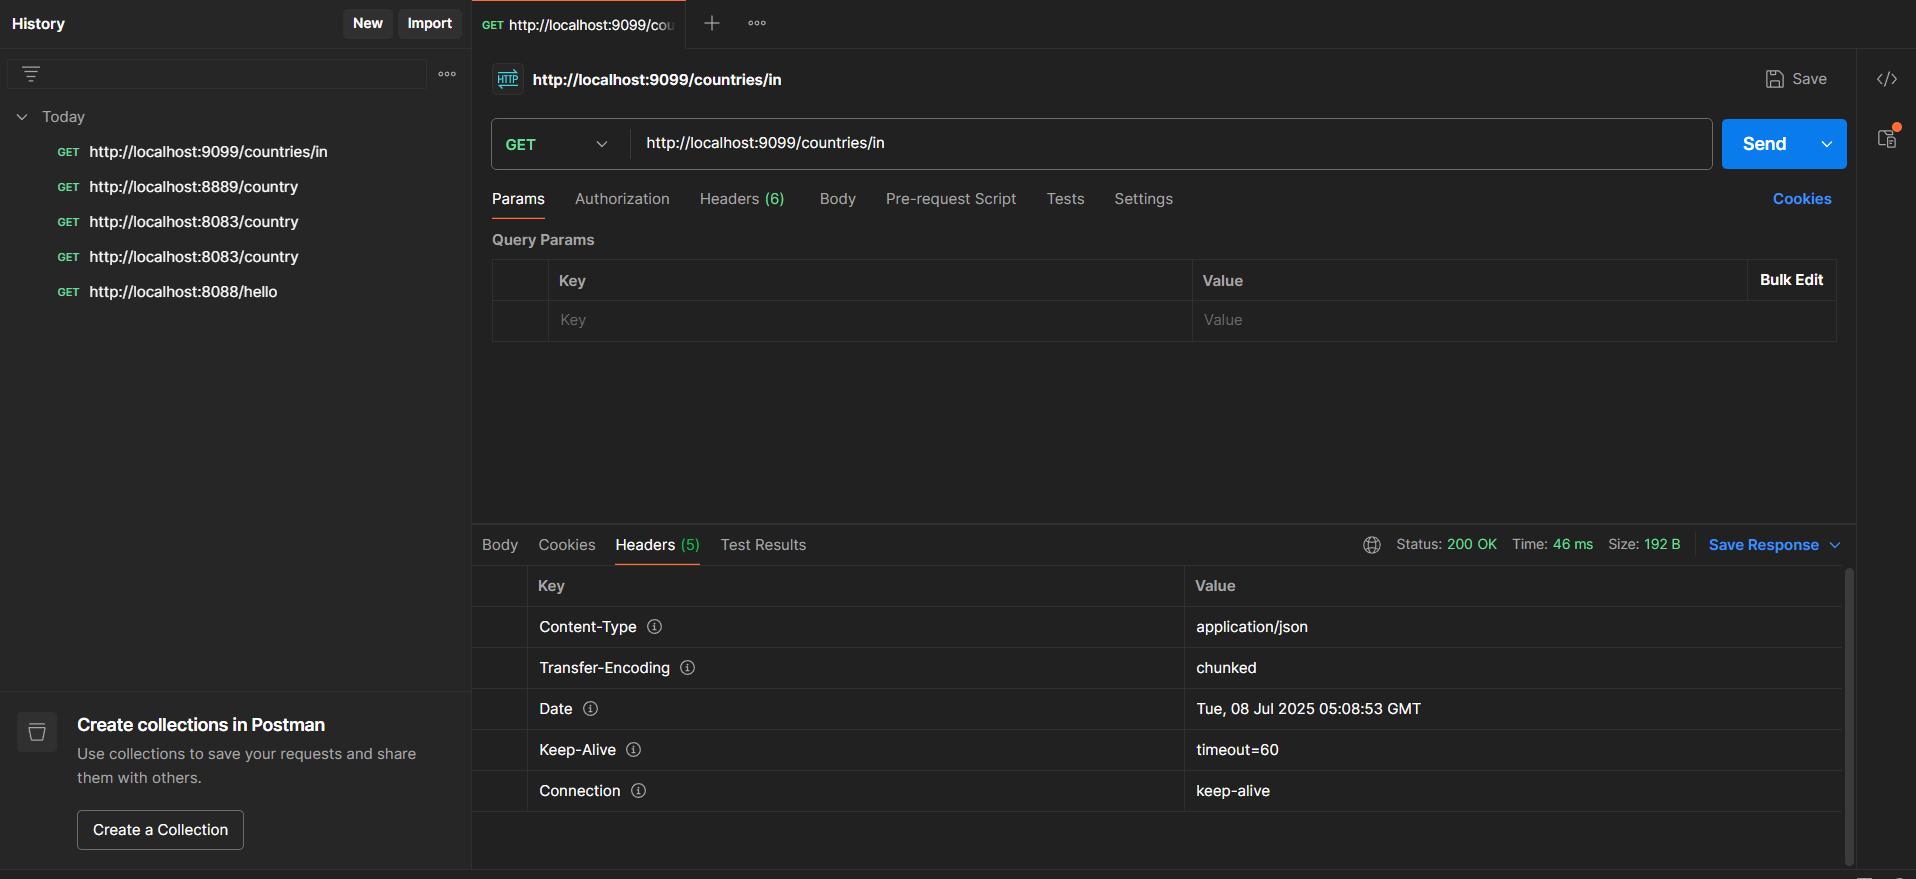 History
New
Import
Today
GET http://localhost:9099/countries/in
GET http://localhost:8889/country
GET http://localhost:8083/country
GET http://localhost:8083/country
GET http://localhost:8088/hello
Create collections in Postman
Use collections to save your requests and share
them with others.
Create a Collection
GET http://localhost:9099/cou
HTTP http://localhost:9099/countries/in
Save
GET http://localhost:9099/countries/in
Send
Params Authorization Headers (6) Body Pre-request Script Tests Settings Cookies
Query Params
Key Value Bulk Edit
Key Value
Body Cookies Headers (5) Test Results Status: 200 OK Time: 46 ms Size: 192 B Save Response
Key Value
Content-Type application/json
Transfer-Encoding chunked
Date Tue, 08 Jul 2025 05:08:53 GMT
Keep-Alive timeout=60
Connection keep-alive